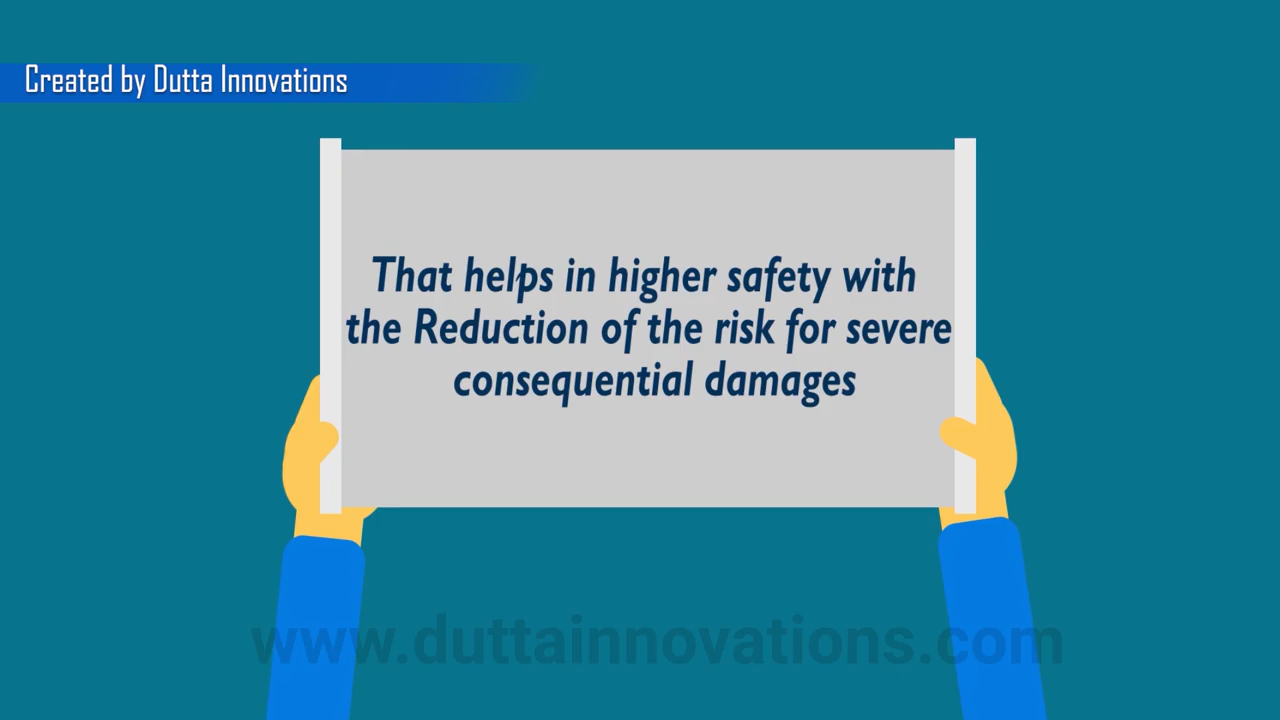 Created by Dutta Innovations
That helps in higher safety with
the Reduction of the risk for severe
consequential damages
www.duttainnovations.com